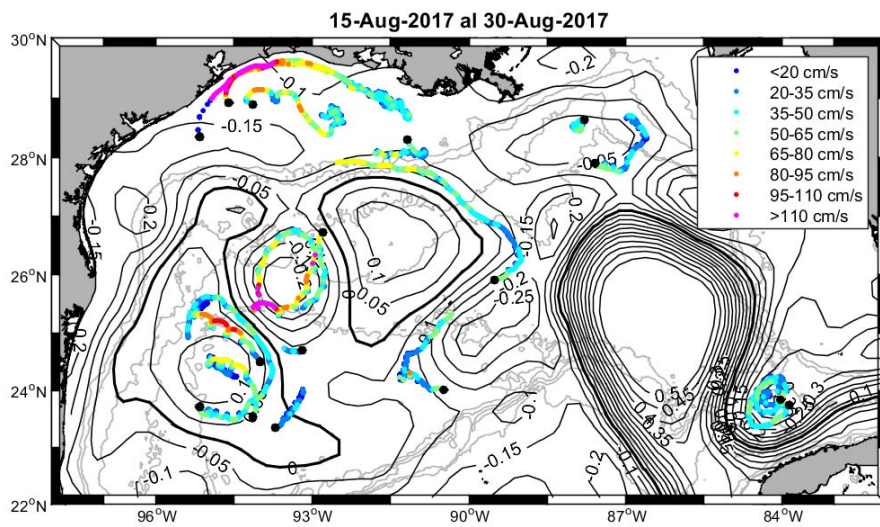 15-Aug-2017 al 30-Aug-2017
30°N
28°N
26°N
24°N
22°N
96°W
93°W
90°W
87°W
84°W
<20 cm/s
20-35 cm/s
35-50 cm/s
50-65 cm/s
65-80 cm/s
80-95 cm/s
95-110 cm/s
>110 cm/s
-0.2
-0.1
-0.15
-0.05
-0.05
-0.2
-0.15
-0.2
0.15
0.1
0.05
0
-0.2
-0.25
-0.05
0
-0.1
-0.15
-0.2
-0.1
0.5
0.1